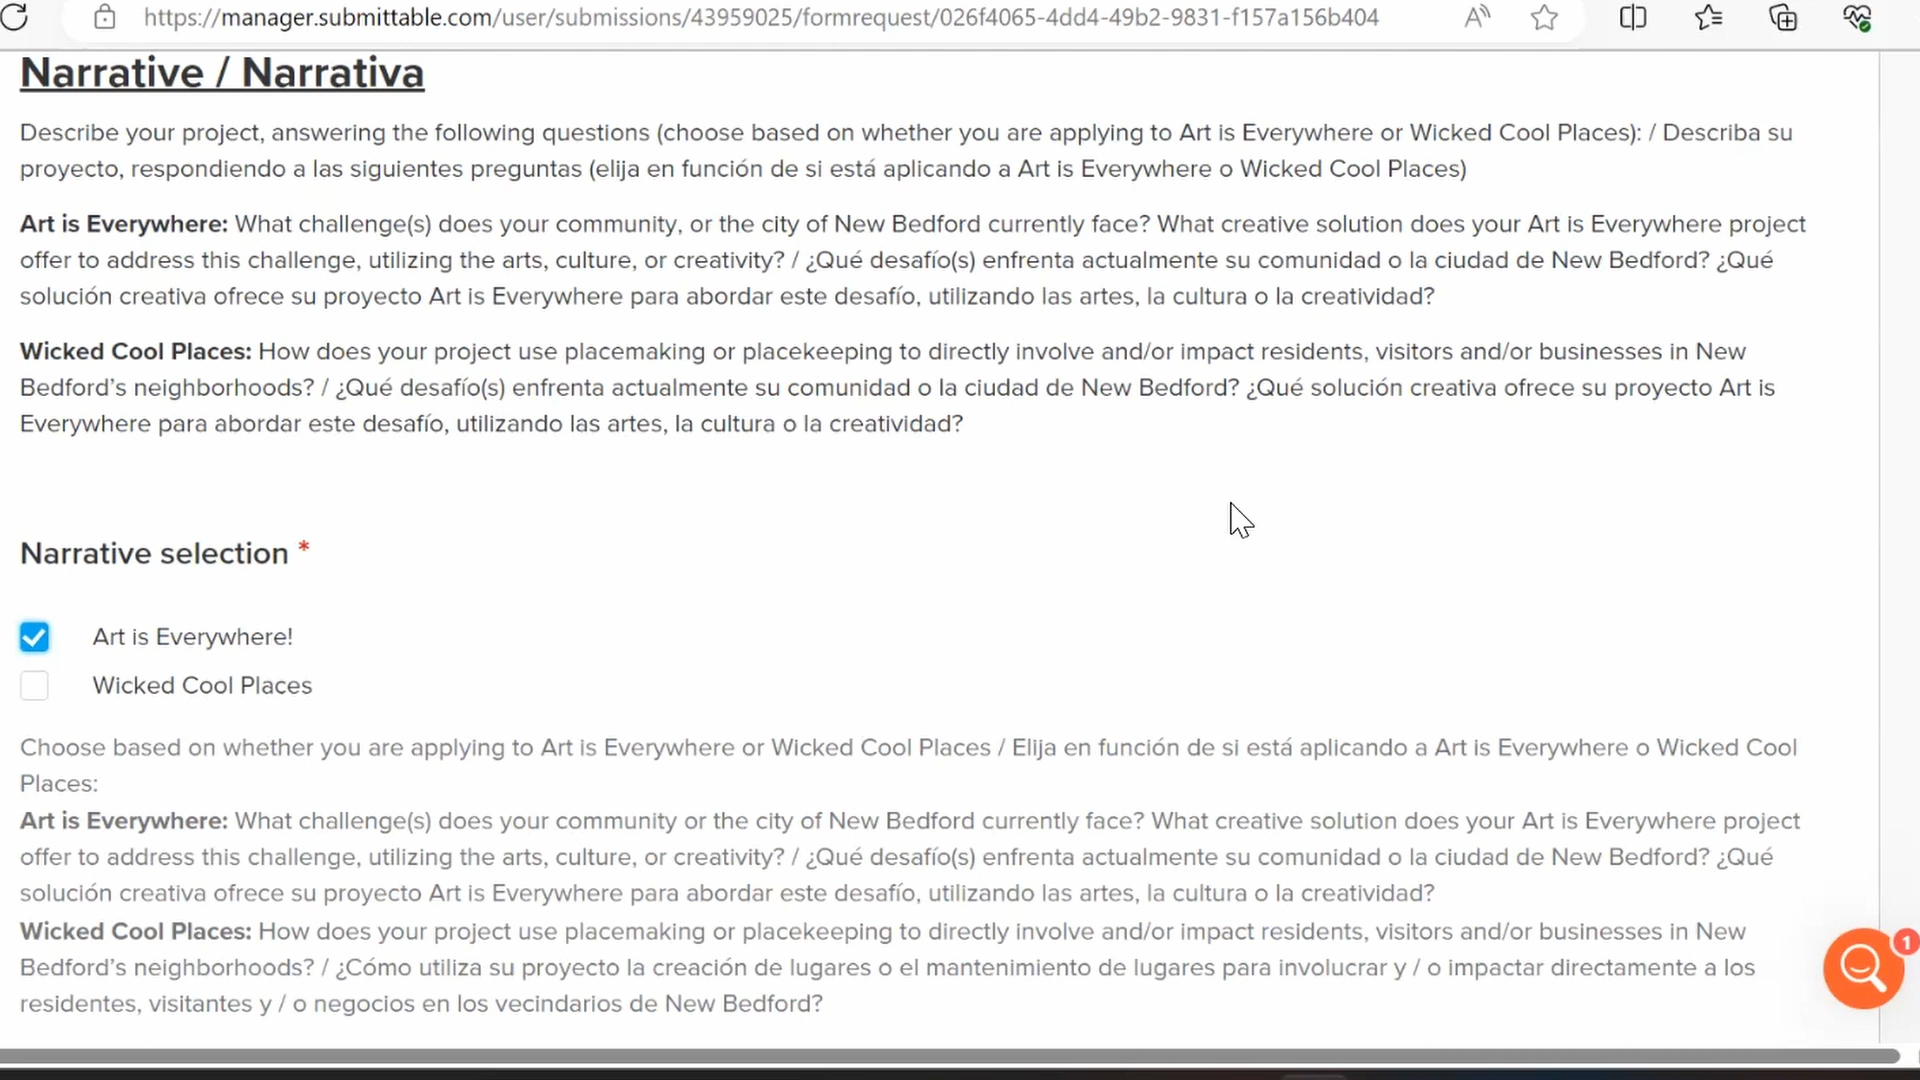 https://manager.submittable.com/user/submissions/43959025/formrequest/026f4065-4dd4-49b2-9831-f157a156b404
Narrative / Narrativa
Describe your project, answering the following questions (choose based on whether you are applying to Art is Everywhere or Wicked Cool Places): / Describa su
proyecto, respondiendo a las siguientes preguntas (elija en función de si está aplicando a Art is Everywhere o Wicked Cool Places)
Art is Everywhere: What challenge(s) does your community, or the city of New Bedford currently face? What creative solution does your Art is Everywhere project
offer to address this challenge, utilizing the arts, culture, or creativity? / ¿Qué desafío(s) enfrenta actualmente su comunidad o la ciudad de New Bedford? ¿Qué
solución creativa ofrece su proyecto Art is Everywhere para abordar este desafío, utilizando las artes, la cultura o la creatividad?
Wicked Cool Places: How does your project use placemaking or placekeeping to directly involve and/or impact residents, visitors and/or businesses in New
Bedford's neighborhoods? / ¿Qué desafío(s) enfrenta actualmente su comunidad o la ciudad de New Bedford? ¿Qué solución creativa ofrece su proyecto Art is
Everywhere para abordar este desafío, utilizando las artes, la cultura o la creatividad?
Narrative selection *
Art is Everywhere!
Wicked Cool Places
Choose based on whether you are applying to Art is Everywhere or Wicked Cool Places / Elija en función de si está aplicando a Art is Everywhere o Wicked Cool
Places:
Art is Everywhere: What challenge(s) does your community or the city of New Bedford currently face? What creative solution does your Art is Everywhere project
offer to address this challenge, utilizing the arts, culture, or creativity? / ¿Qué desafío(s) enfrenta actualmente su comunidad o la ciudad de New Bedford? ¿Qué
solución creativa ofrece su proyecto Art is Everywhere para abordar este desafío, utilizando las artes, la cultura o la creatividad?
Wicked Cool Places: How does your project use placemaking or placekeeping to directly involve and/or impact residents, visitors and/or businesses in New
Bedford's neighborhoods? / ¿Cómo utiliza su proyecto la creación de lugares o el mantenimiento de lugares para involucrar y / o impactar directamente a los
residentes, visitantes y / o negocios en los vecindarios de New Bedford?
1